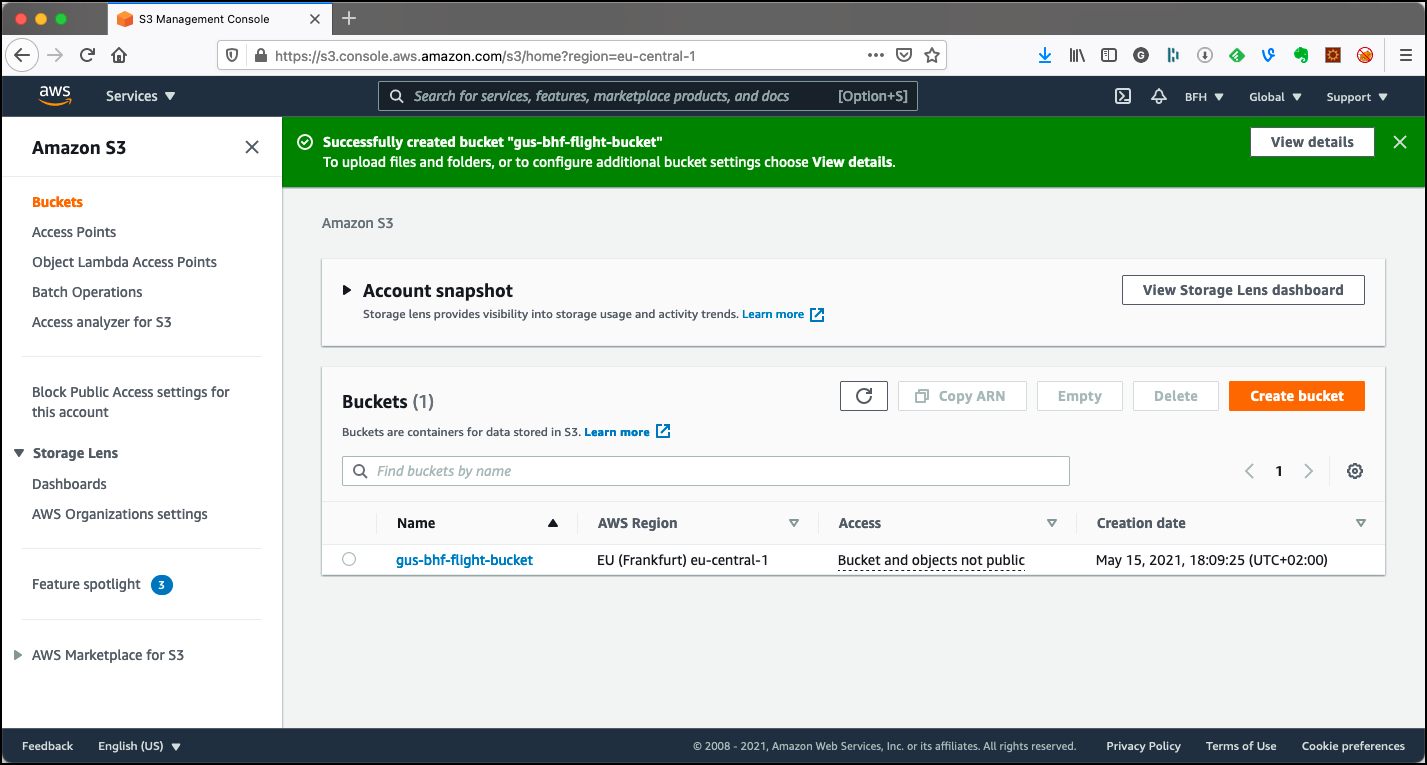 S3 Management Console
https://s3.console.aws.amazon.com/s3/home?region=eu-central-1
aws
Services
Search for services, features, marketplace products, and docs
[Option+S]
BFH
Global
Support
Amazon S3
Successfully created bucket "gus-bhf-flight-bucket"
To upload files and folders, or to configure additional bucket settings choose View details.
View details
Buckets
Access Points
Object Lambda Access Points
Batch Operations
Access analyzer for S3
Block Public Access settings for
this account
Storage Lens
Dashboards
AWS Organizations settings
Feature spotlight 3
AWS Marketplace for S3
Amazon S3
Account snapshot
Storage lens provides visibility into storage usage and activity trends. Learn more
View Storage Lens dashboard
Buckets (1)
Copy ARN
Empty
Delete
Create bucket
Buckets are containers for data stored in S3. Learn more
Find buckets by name
1
Name
AWS Region
Access
Creation date
gus-bhf-flight-bucket
EU (Frankfurt) eu-central-1
Bucket and objects not public
May 15, 2021, 18:09:25 (UTC+02:00)
Feedback
English (US)
© 2008 - 2021, Amazon Web Services, Inc. or its affiliates. All rights reserved.
Privacy Policy
Terms of Use
Cookie preferences